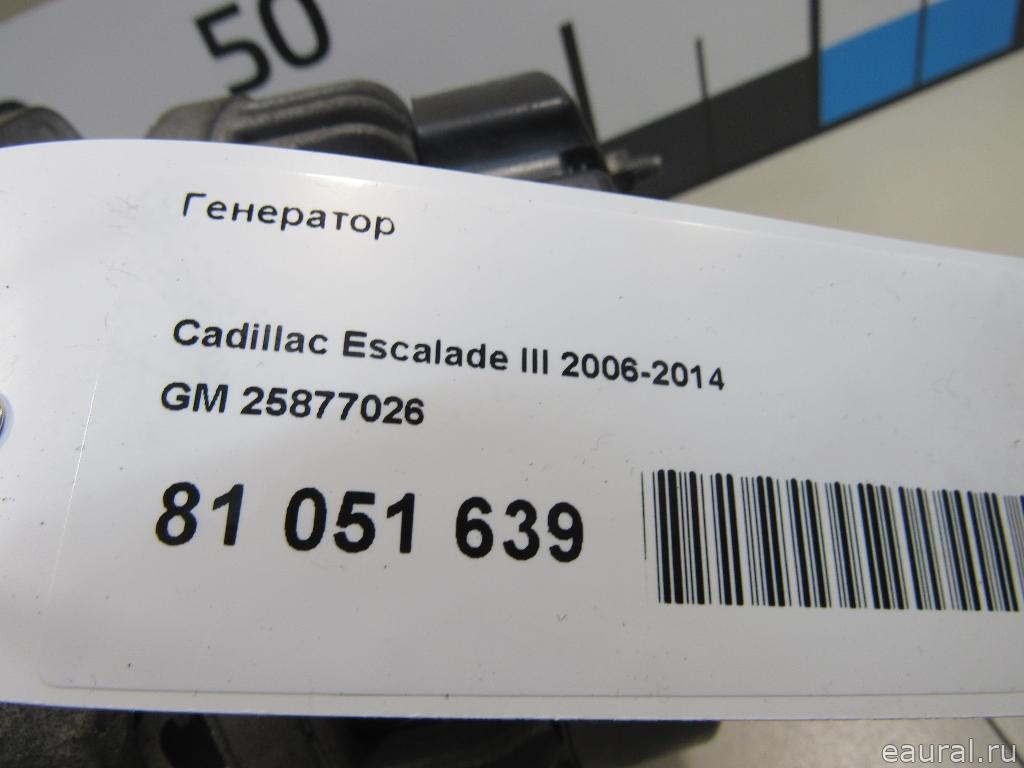 50
Генератор
Cadillac Escalade III 2006-2014
GM 25877026
81 051 639
eaural.ru